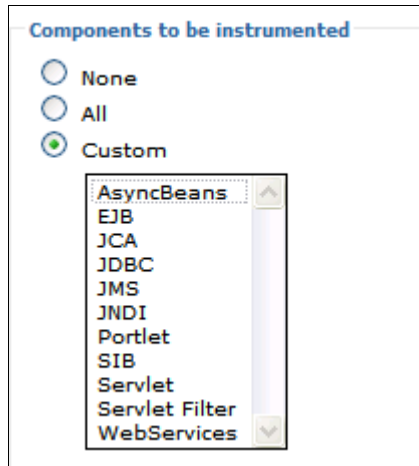 Components to be instrumented
None
All
Custom
AsyncBeans
EJB
JCA
JDBC
JMS
JNDI
Portlet
SIB
Servlet
Servlet Filter
WebServices